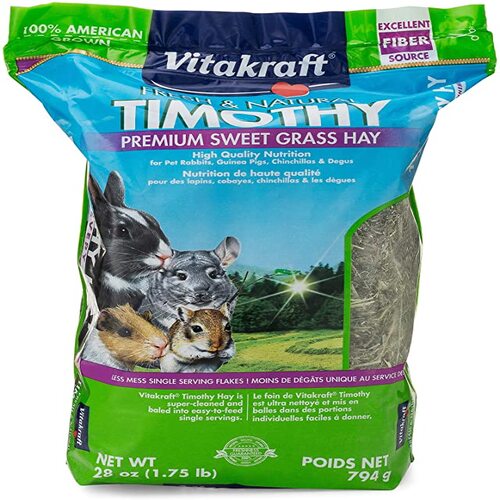 100% AMERICAN
GROWN
EXCELLENT
FIBER
SOURCE
Vitakraft®
FRESH & NATURAL
TIMOTHY
PREMIUM SWEET GRASS HAY
High Quality Nutrition
for Pet Rabbits, Guinea Pigs, Chinchillas & Degus
Nutrition de haute qualité
pour des lapins, cobayes, chinchillas & les dègues
LESS MESS SINGLE SERVING FLAKES! MOINS DE DÉGÂTS UNIQUE AU SERVICE DE
Vitakraft® Timothy Hay is
super-cleaned and
baled into easy-to-feed
single servings.
Le foin de Vitakraft® Timothy
est ultra nettoyé et mis en
balles dans des portions
individuelles faciles à donner.
Vitakraft
FRESHNESS
GUARANTEED
NET WT
28 oz (1.75 lb)
POIDS NET
794 g